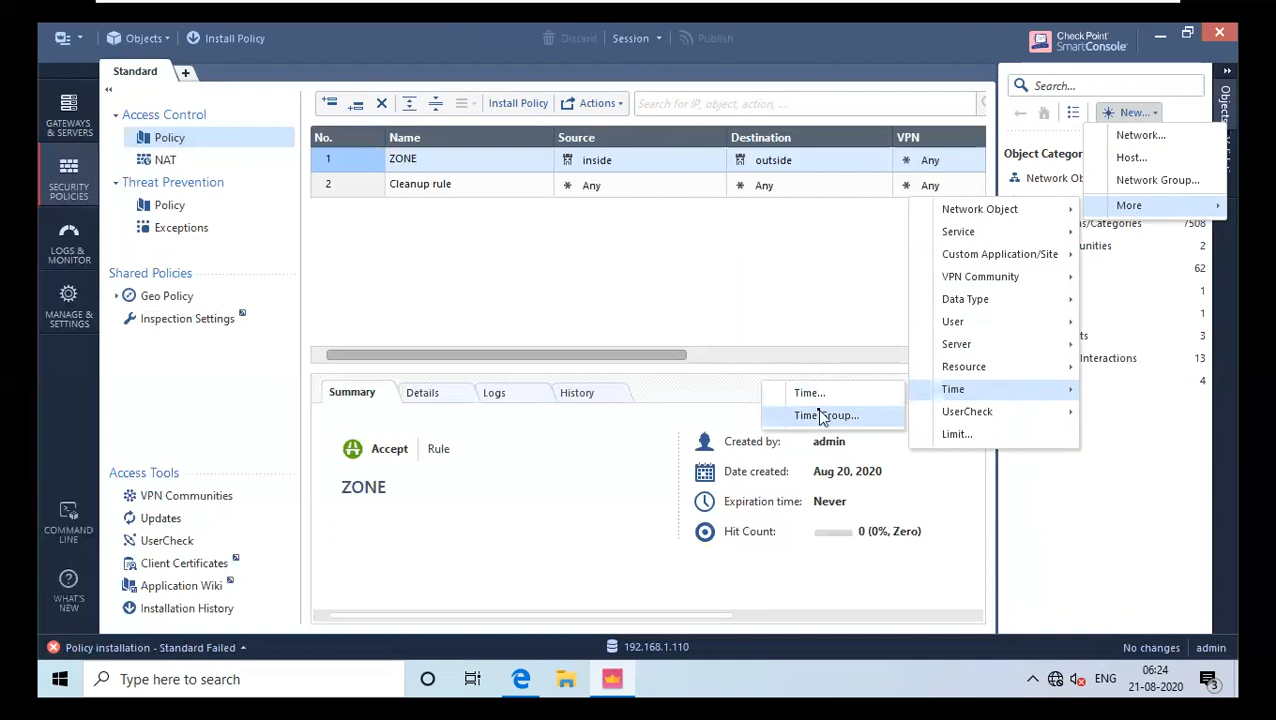 Objects
Install Policy
Discard
Session
Publish
Check Point
SmartConsole
Standard
+
GATEWAYS
& SERVERS
SECURITY
POLICIES
LOGS &
MONITOR
MANAGE &
SETTINGS
COMMAND
LINE
WHAT'S
NEW
Access Control
Policy
NAT
Threat Prevention
Policy
Exceptions
Shared Policies
Geo Policy
Inspection Settings
Access Tools
VPN Communities
Updates
UserCheck
Client Certificates
Application Wiki
Installation History
Install Policy
Actions
Search for IP, object, action, ...
No. Name Source Destination VPN
1 ZONE inside outside Any
2 Cleanup rule Any Any Any
Summary Details Logs History
Accept Rule
ZONE
Created by: admin
Date created: Aug 20, 2020
Expiration time: Never
Hit Count: 0 (0%, Zero)
Time...
Time Group...
Network Object
Service
Custom Application/Site
VPN Community
Data Type
User
Server
Resource
Time
UserCheck
Limit...
Search...
New...
Network...
Host...
Network Group...
More
Object Categor
Network Ob
s/Categories 7508
unities 2
62
1
1
ts 3
Interactions 3
4
Objects
Policy installation - Standard Failed
192.168.1.110
No changes
admin
Type here to search
ENG
06:24
21-08-2020
3